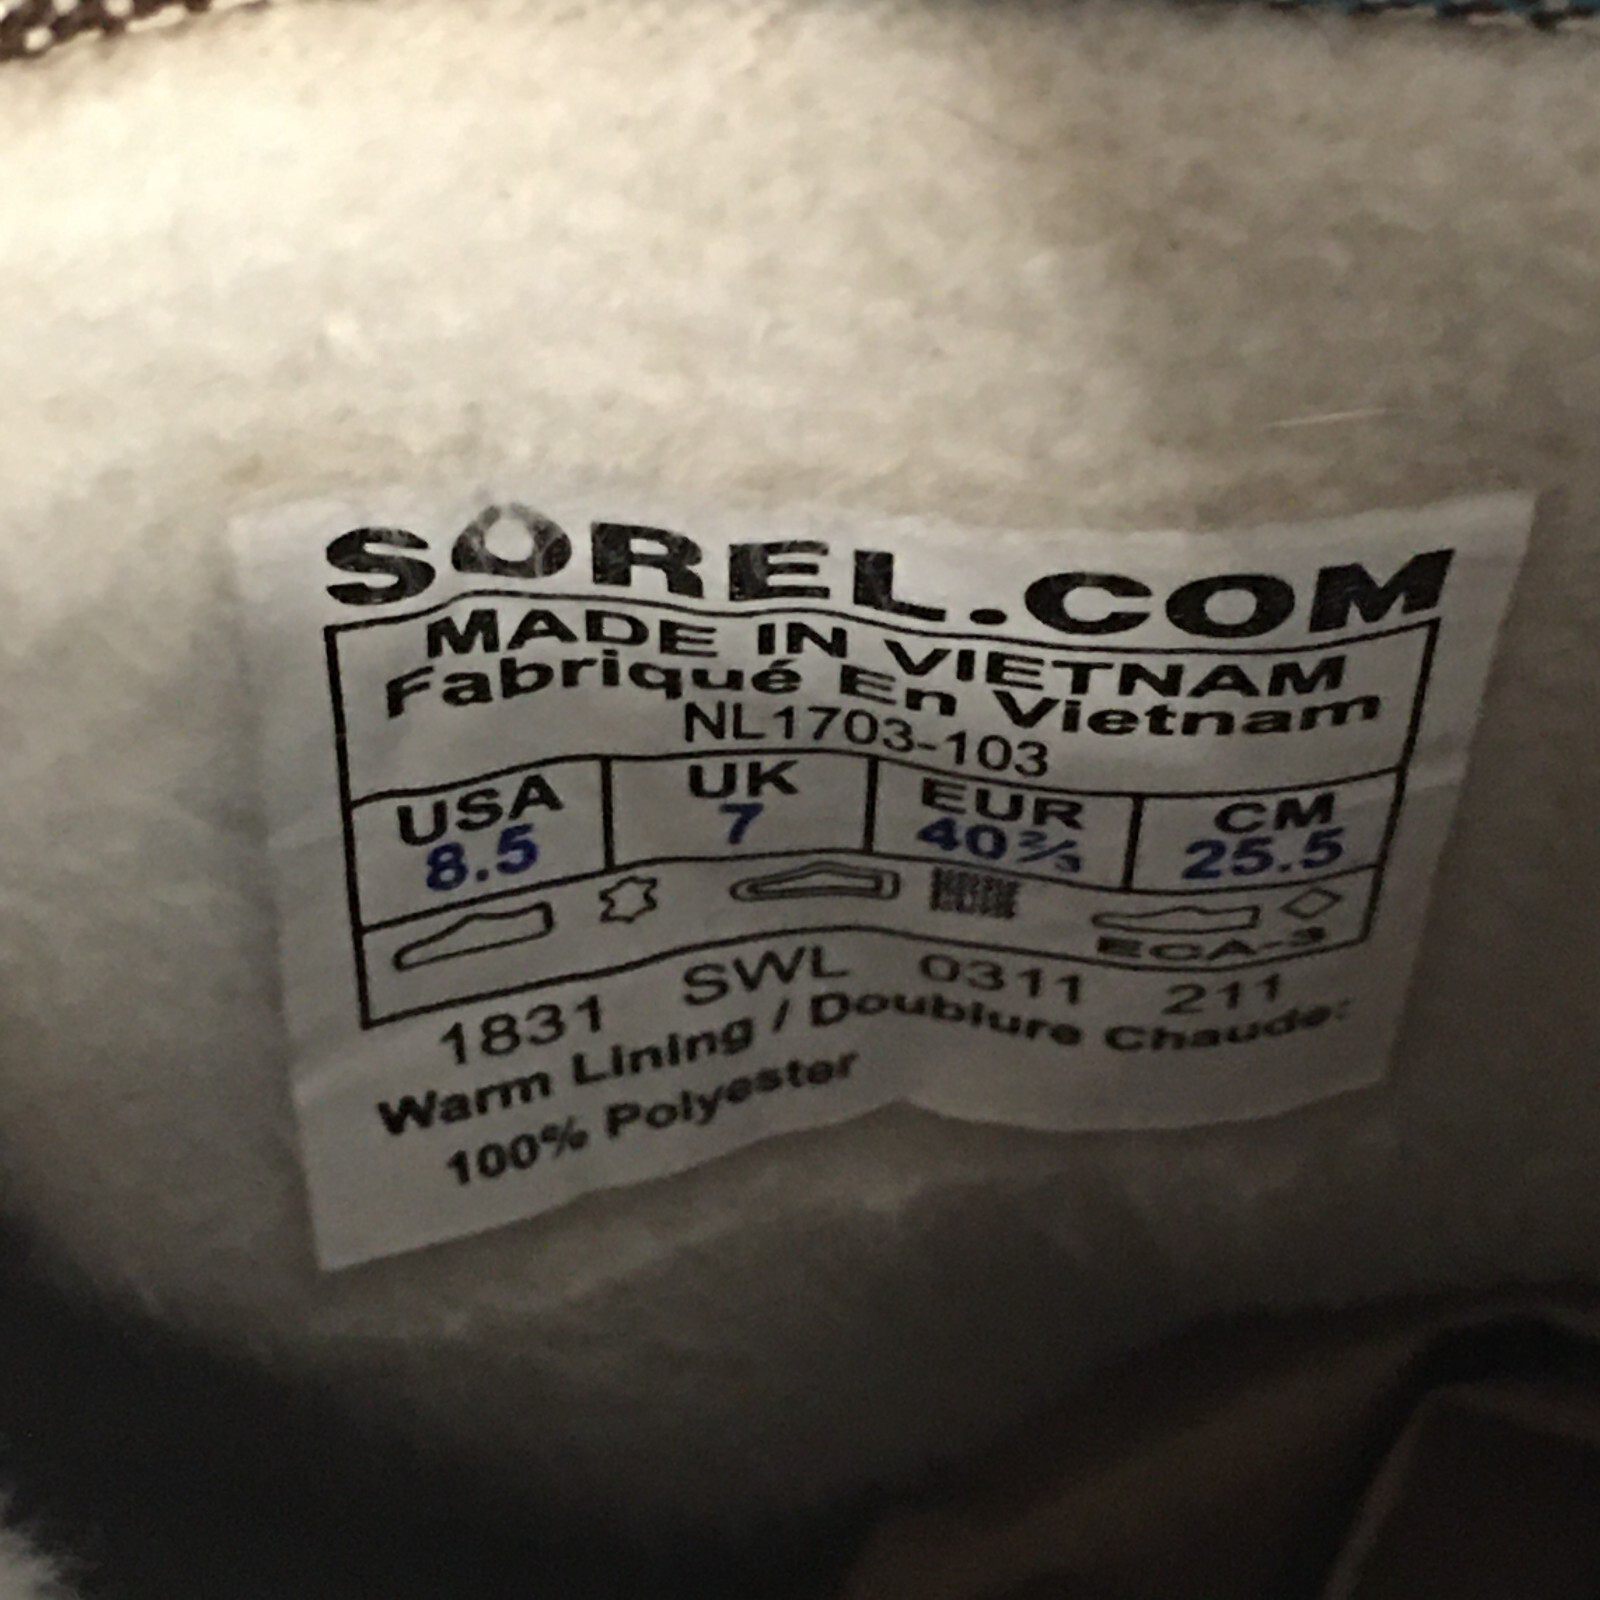 SOREL.COM
MADE IN VIETNAM
Fabriqué En Vietnam
NL1703-103
USA UK EUR CM
8.5 7 40⅔ 25.5
ECA-3
1831 SWL 0311 211
Warm Lining / Doublure Chaude:
100% Polyester